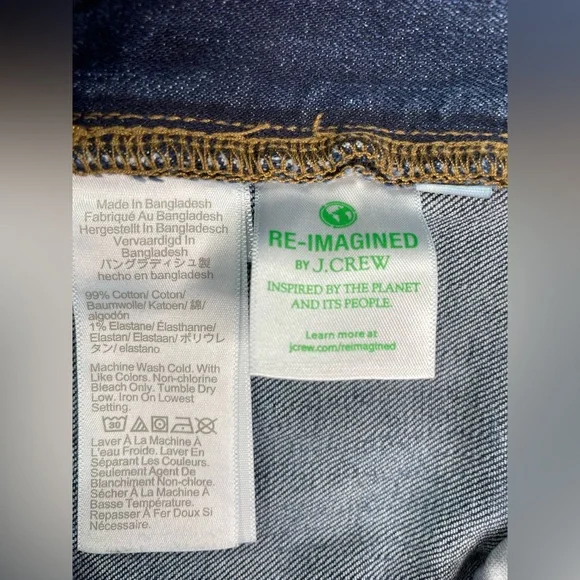 Made In Bangladesh
Fabriqué Au Bangladesh
Hergestellt In Bangladesch
Vervaardigd In
Bangladesh
バングラディシュ製
hecho en bangladesh
99% Cotton/ Coton/
Baumwolle/ Katoen/ 綿/
algodón
1% Elastane/ Élasthanne/
Elastan/ Elastaan/ ポリウレ
タン/ elastano
Machine Wash Cold. With
Like Colors. Non-chlorine
Bleach Only. Tumble Dry
Low. Iron On Lowest
Setting.
30
Laver À La Machine À
L'eau Froide. Laver En
Séparant Les Couleurs.
Seulement Agent De
Blanchiment Non-chlore.
Sécher À La Machine À
Basse Température.
Repasser À Fer Doux Si
Nécessaire.
RE-IMAGINED
BY J.CREW
INSPIRED BY THE PLANET
AND ITS PEOPLE.
Learn more at
jcrew.com/reimagined